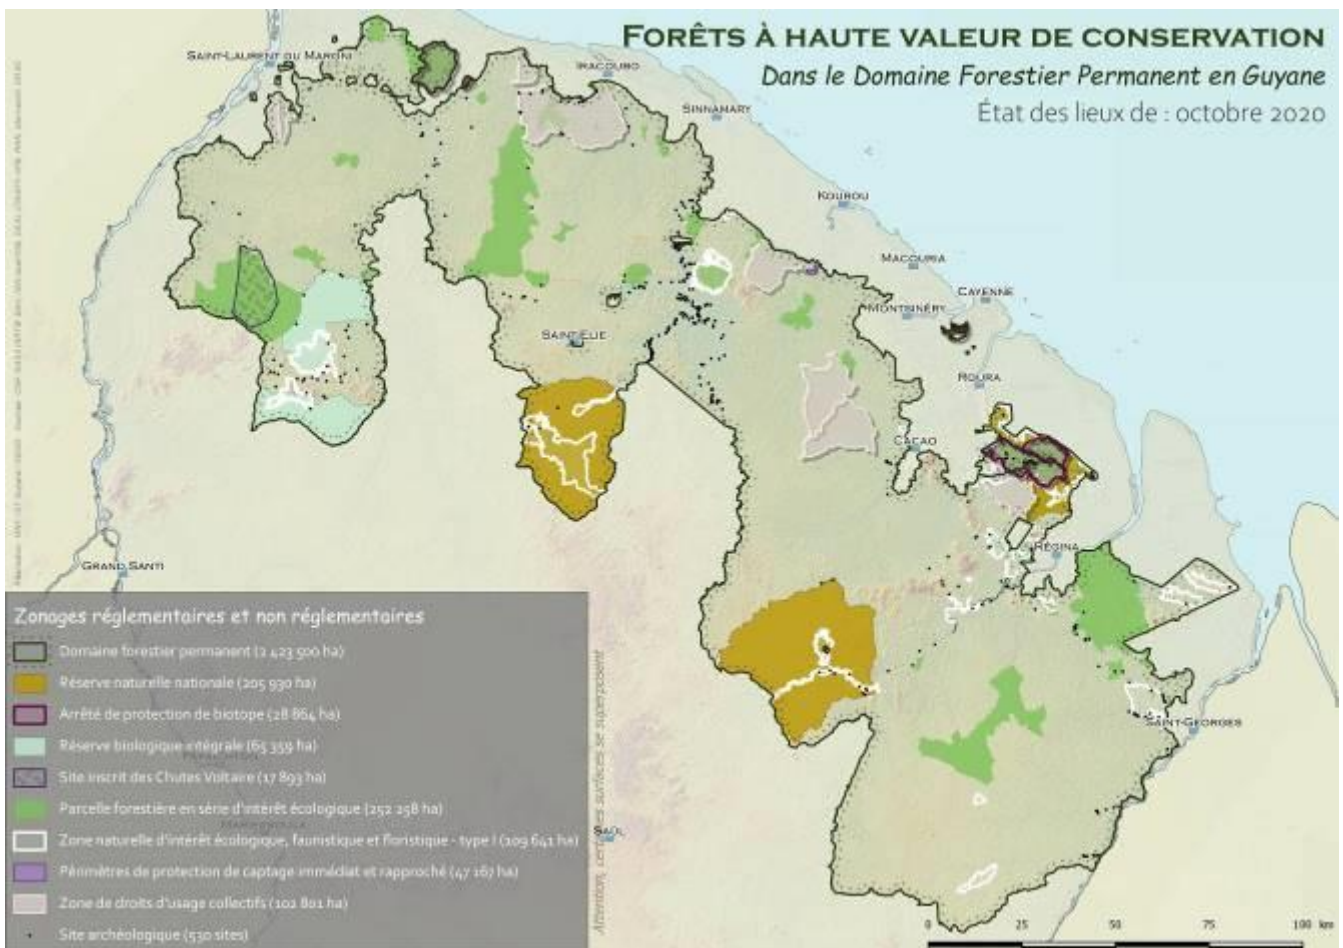 FORÊTS À HAUTE VALEUR DE CONSERVATION
Dans le Domaine Forestier Permanent en Guyane
État des lieux de : octobre 2020
SAINT-LAURENT DU MARONI
IRACOUBO
SINNAMARY
KOUROU
MACOURIA
CAYENNE
MONTSINÉRY
SAINT-ELIE
ROURA
CACAO
RÉGINA
GRAND SANTI
SAINT-GEORGES
SAÜL
Zonages réglementaires et non réglementaires
Domaine forestier permanent (2 423 500 ha)
Réserve naturelle nationale (205 930 ha)
Arrêté de protection de biotope (28 864 ha)
Réserve biologique intégrale (65 359 ha)
Site inscrit des Chutes Voltaire (17 893 ha)
Parcelle forestière en série d'intérêt écologique (252 258 ha)
Zone naturelle d'intérêt écologique, faunistique et floristique - type I (109 641 ha)
Périmètres de protection de captage immédiat et rapproché (47 167 ha)
Zone de droits d'usage collectifs (102 801 ha)
Site archéologique (530 sites)
Attention, certaines surfaces se superposent
0 25 50 75 100 km